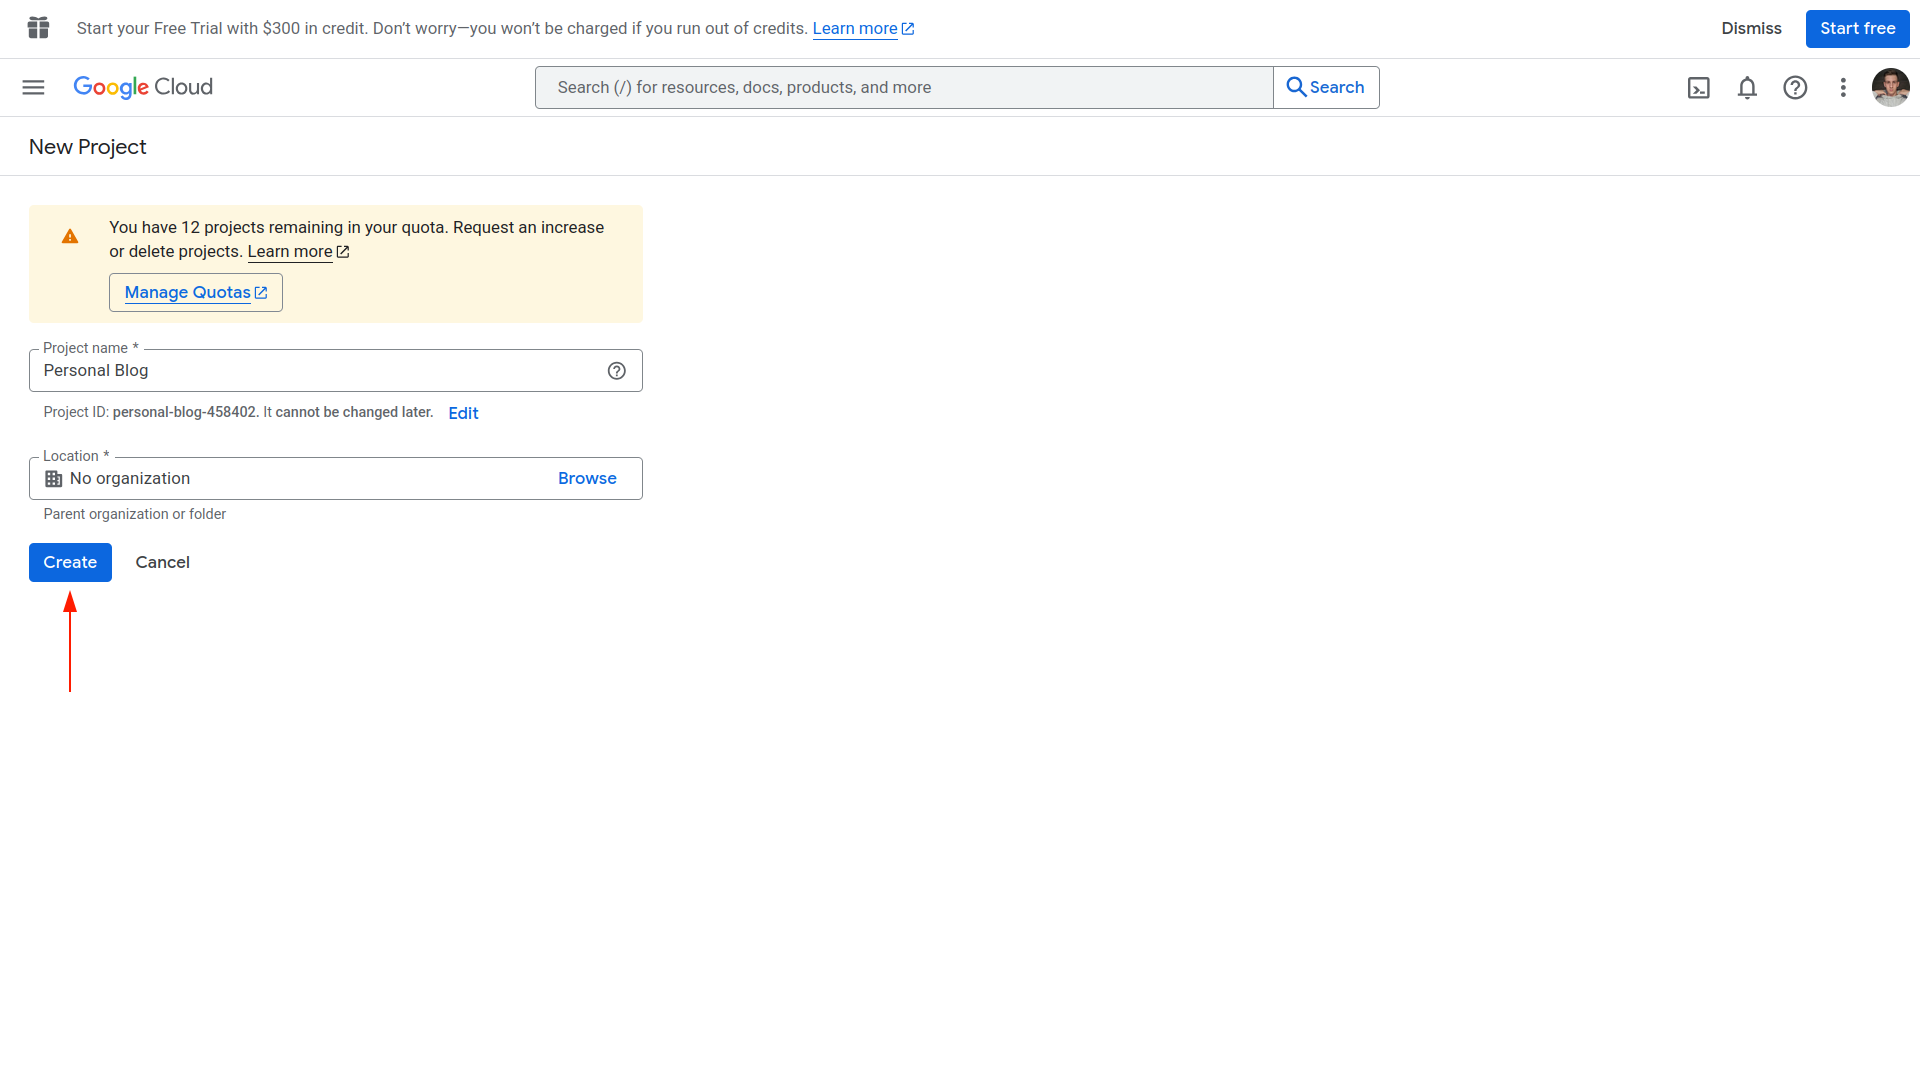 Start your Free Trial with $300 in credit. Don’t worry—you won’t be charged if you run out of credits. Learn more
Dismiss
Start free
Google Cloud
Search (/) for resources, docs, products, and more
Search
New Project
You have 12 projects remaining in your quota. Request an increase
or delete projects. Learn more
Manage Quotas
Project name *
Personal Blog
Project ID: personal-blog-458402. It cannot be changed later. Edit
Location *
No organization
Browse
Parent organization or folder
Create
Cancel